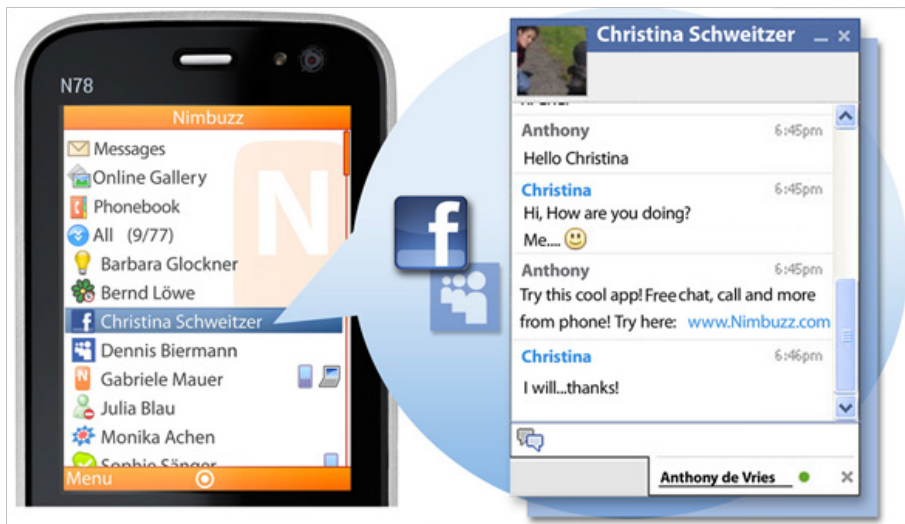 N78
Nimbuzz
Messages
Online Gallery
Phonebook
All (9/77)
Barbara Glockner
Bernd Löwe
Christina Schweitzer
Dennis Biermann
Gabriele Mauer
Julia Blau
Monika Achen
Sophie Sänger
Menu
N
f
Christina Schweitzer
Anthony 6:45pm
Hello Christina
Christina 6:45pm
Hi, How are you doing?
Me....
Anthony 6:45pm
Try this cool app! Free chat, call and more
from phone! Try here: www.Nimbuzz.com
Christina 6:46pm
I will...thanks!
Anthony de Vries